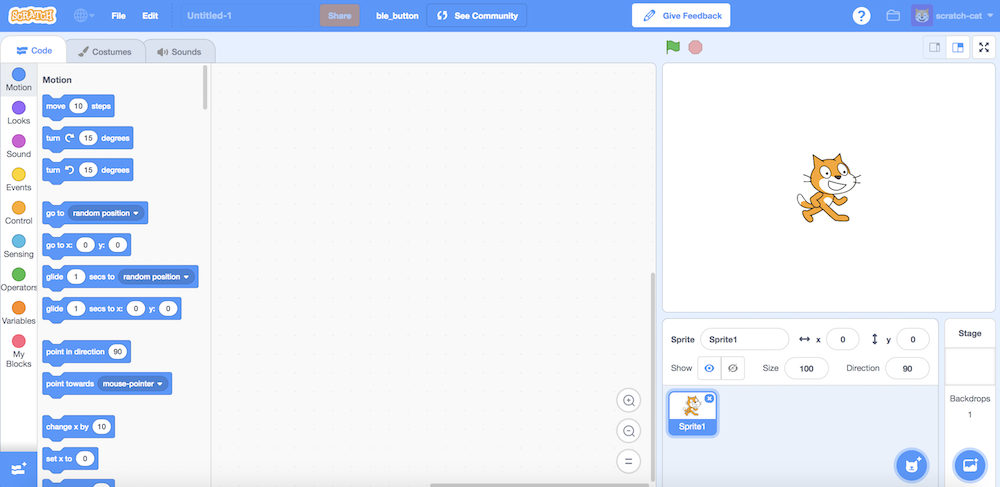 SCRATCH File Edit Untitled-1 Share ble_button See Community Give Feedback ? scratch-cat
Code Costumes Sounds
Motion
Looks
Sound
Events
Control
Sensing
Operators
Variables
My
Blocks
Motion
move 10 steps
turn 15 degrees
turn 15 degrees
go to random position
go to x: 0 y: 0
glide 1 secs to random position
glide 1 secs to x: 0 y: 0
point in direction 90
point towards mouse-pointer
change x by 10
set x to 0
Sprite Sprite1 x 0 y 0
Show Size 100 Direction 90
Sprite1
Stage
Backdrops
1